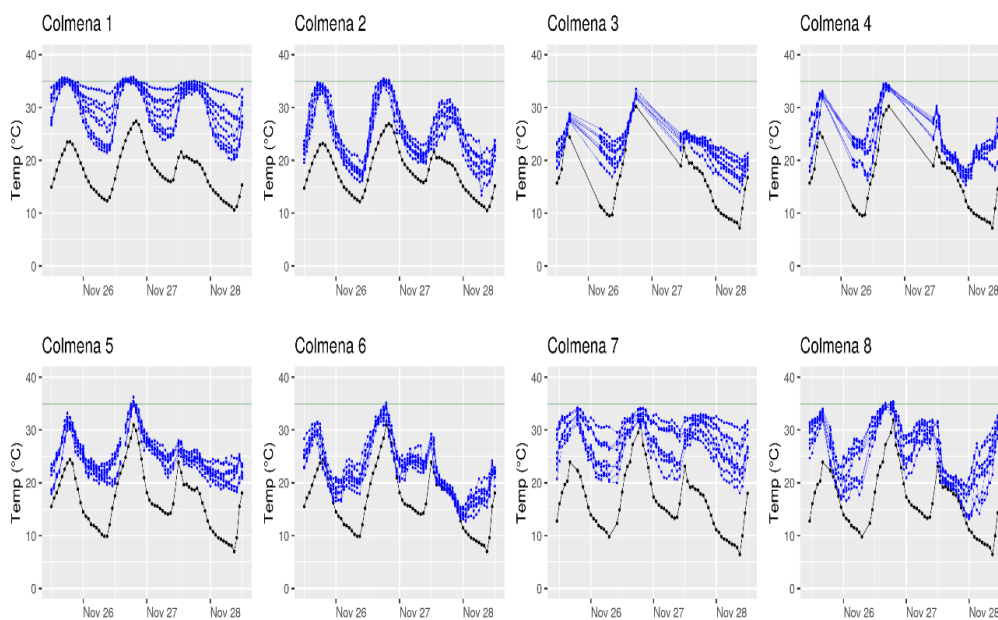 Colmena 1
Colmena 2
Colmena 3
Colmena 4
Temp (°C)
40
30
20
10
0
Nov 26
Nov 27
Nov 28
Temp (°C)
40
30
20
10
0
Nov 26
Nov 27
Nov 28
Temp (°C)
40
30
20
10
0
Nov 26
Nov 27
Nov 28
Temp (°C)
40
30
20
10
0
Nov 26
Nov 27
Nov 28
Colmena 5
Colmena 6
Colmena 7
Colmena 8
Temp (°C)
40
30
20
10
0
Nov 26
Nov 27
Nov 28
Temp (°C)
40
30
20
10
0
Nov 26
Nov 27
Nov 28
Temp (°C)
40
30
20
10
0
Nov 26
Nov 27
Nov 28
Temp (°C)
40
30
20
10
0
Nov 26
Nov 27
Nov 28